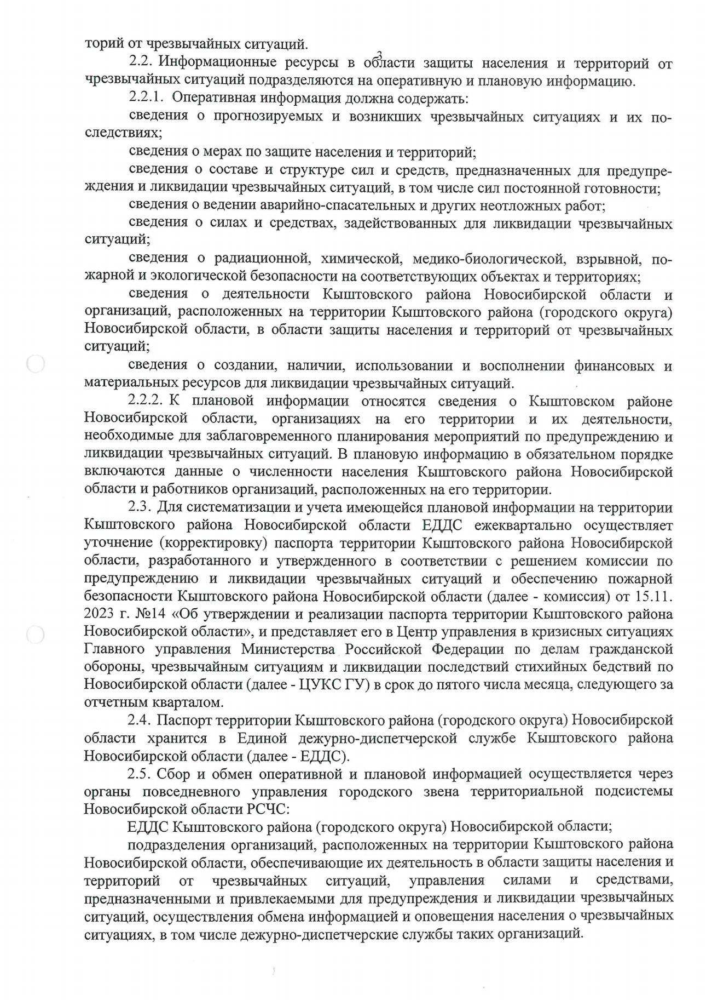 торий от чрезвычайных ситуаций.
3
2.2. Информационные ресурсы в области защиты населения и территорий от
чрезвычайных ситуаций подразделяются на оперативную и плановую информацию.
2.2.1. Оперативная информация должна содержать:
сведения о прогнозируемых и возникших чрезвычайных ситуациях и их по-
следствиях;
сведения о мерах по защите населения и территорий;
сведения о составе и структуре сил и средств, предназначенных для предупре-
ждения и ликвидации чрезвычайных ситуаций, в том числе сил постоянной готовности;
сведения о ведении аварийно-спасательных и других неотложных работ;
сведения о силах и средствах, задействованных для ликвидации чрезвычайных
ситуаций;
сведения о радиационной, химической, медико-биологической, взрывной, по-
жарной и экологической безопасности на соответствующих объектах и территориях;
сведения о деятельности Кыштовского района Новосибирской области и
организаций, расположенных на территории Кыштовского района (городского округа)
Новосибирской области, в области защиты населения и территорий от чрезвычайных
ситуаций;
сведения о создании, наличии, использовании и восполнении финансовых и
материальных ресурсов для ликвидации чрезвычайных ситуаций.
2.2.2. К плановой информации относятся сведения о Кыштовском районе
Новосибирской области, организациях на его территории и их деятельности,
необходимые для заблаговременного планирования мероприятий по предупреждению и
ликвидации чрезвычайных ситуаций. В плановую информацию в обязательном порядке
включаются данные о численности населения Кыштовского района Новосибирской
области и работников организаций, расположенных на его территории.
2.3. Для систематизации и учета имеющейся плановой информации на территории
Кыштовского района Новосибирской области ЕДДС ежеквартально осуществляет
уточнение (корректировку) паспорта территории Кыштовского района Новосибирской
области, разработанного и утвержденного в соответствии с решением комиссии по
предупреждению и ликвидации чрезвычайных ситуаций и обеспечению пожарной
безопасности Кыштовского района Новосибирской области (далее - комиссия) от 15.11.
2023 г. №14 «Об утверждении и реализации паспорта территории Кыштовского района
Новосибирской области», и представляет его в Центр управления в кризисных ситуациях
Главного управления Министерства Российской Федерации по делам гражданской
обороны, чрезвычайным ситуациям и ликвидации последствий стихийных бедствий по
Новосибирской области (далее - ЦУКС ГУ) в срок до пятого числа месяца, следующего за
отчетным кварталом.
2.4. Паспорт территории Кыштовского района (городского округа) Новосибирской
области хранится в Единой дежурно-диспетчерской службе Кыштовского района
Новосибирской области (далее - ЕДДС).
2.5. Сбор и обмен оперативной и плановой информацией осуществляется через
органы повседневного управления городского звена территориальной подсистемы
Новосибирской области РСЧС:
ЕДДС Кыштовского района (городского округа) Новосибирской области;
подразделения организаций, расположенных на территории Кыштовского района
Новосибирской области, обеспечивающие их деятельность в области защиты населения и
территорий от чрезвычайных ситуаций, управления силами и средствами,
предназначенными и привлекаемыми для предупреждения и ликвидации чрезвычайных
ситуаций, осуществления обмена информацией и оповещения населения о чрезвычайных
ситуациях, в том числе дежурно-диспетчерские службы таких организаций.